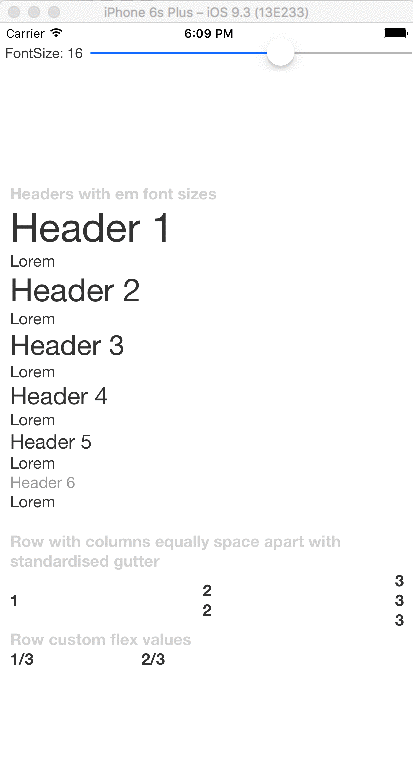 iPhone 6s Plus – iOS 9.3 (13E233)
Carrier 6:09 PM
FontSize: 16
Headers with em font sizes
Header 1
Lorem
Header 2
Lorem
Header 3
Lorem
Header 4
Lorem
Header 5
Lorem
Header 6
Lorem
Row with columns equally space apart with
standardised gutter
3
2
1 3
2
3
Row custom flex values
1/3 2/3